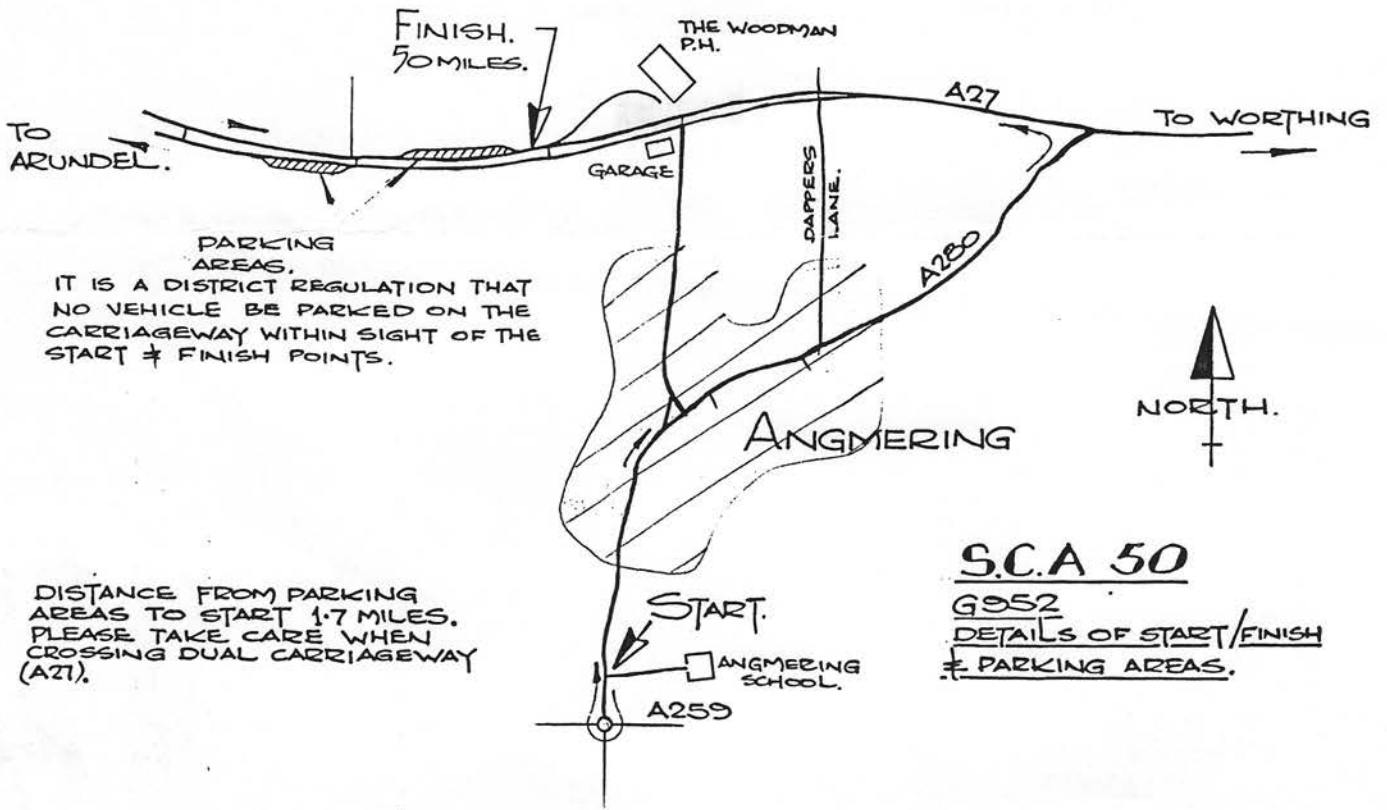 FINISH.
50 MILES.
THE WOODMAN
P.H.
A27
TO
ARUNDEL.
TO WORTHING
GARAGE
DAPPERS
LANE.
A280
PARKING
AREAS.
IT IS A DISTRICT REGULATION THAT
NO VEHICLE BE PARKED ON THE
CARRIAGEWAY WITHIN SIGHT OF THE
START & FINISH POINTS.
NORTH.
ANGMERING
DISTANCE FROM PARKING
AREAS TO START 1.7 MILES.
PLEASE TAKE CARE WHEN
CROSSING DUAL CARRIAGEWAY
(A27).
START.
ANGMERING
SCHOOL.
A259
S.C.A 50
G952
DETAILS OF START/FINISH
& PARKING AREAS.